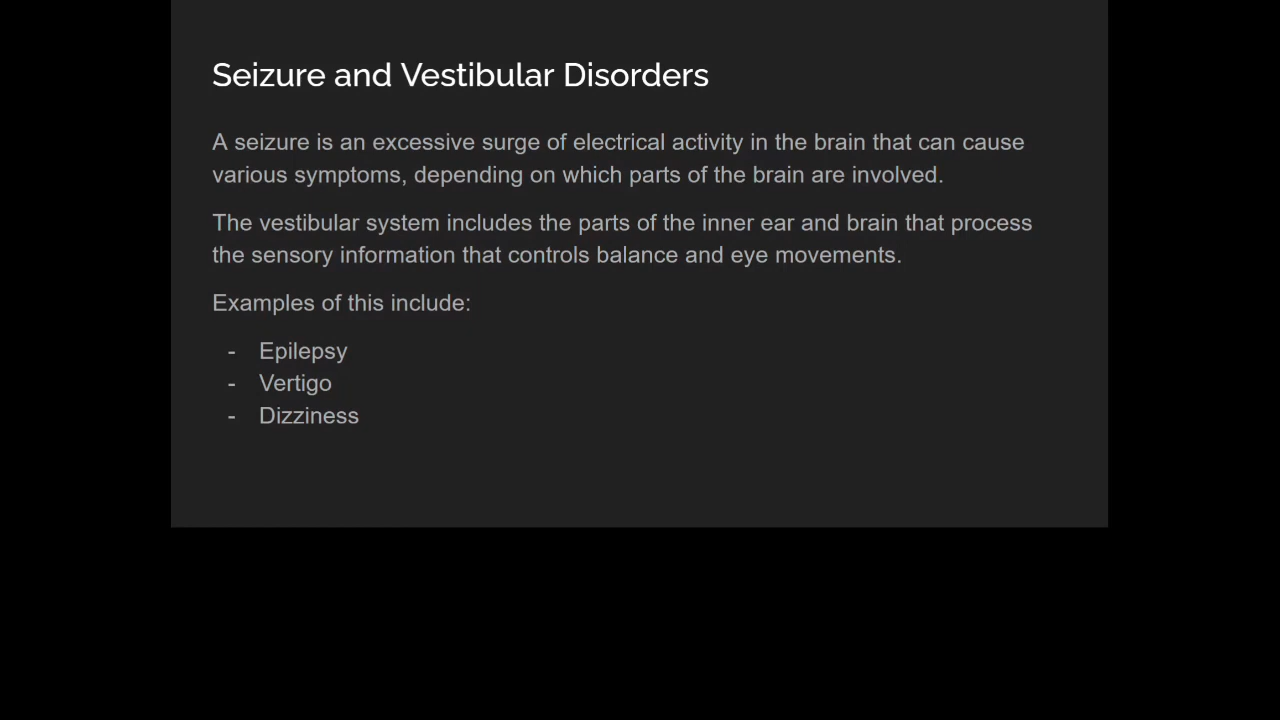 Seizure and Vestibular Disorders
A seizure is an excessive surge of electrical activity in the brain that can cause
various symptoms, depending on which parts of the brain are involved.
The vestibular system includes the parts of the inner ear and brain that process
the sensory information that controls balance and eye movements.
Examples of this include:
- Epilepsy
- Vertigo
- Dizziness